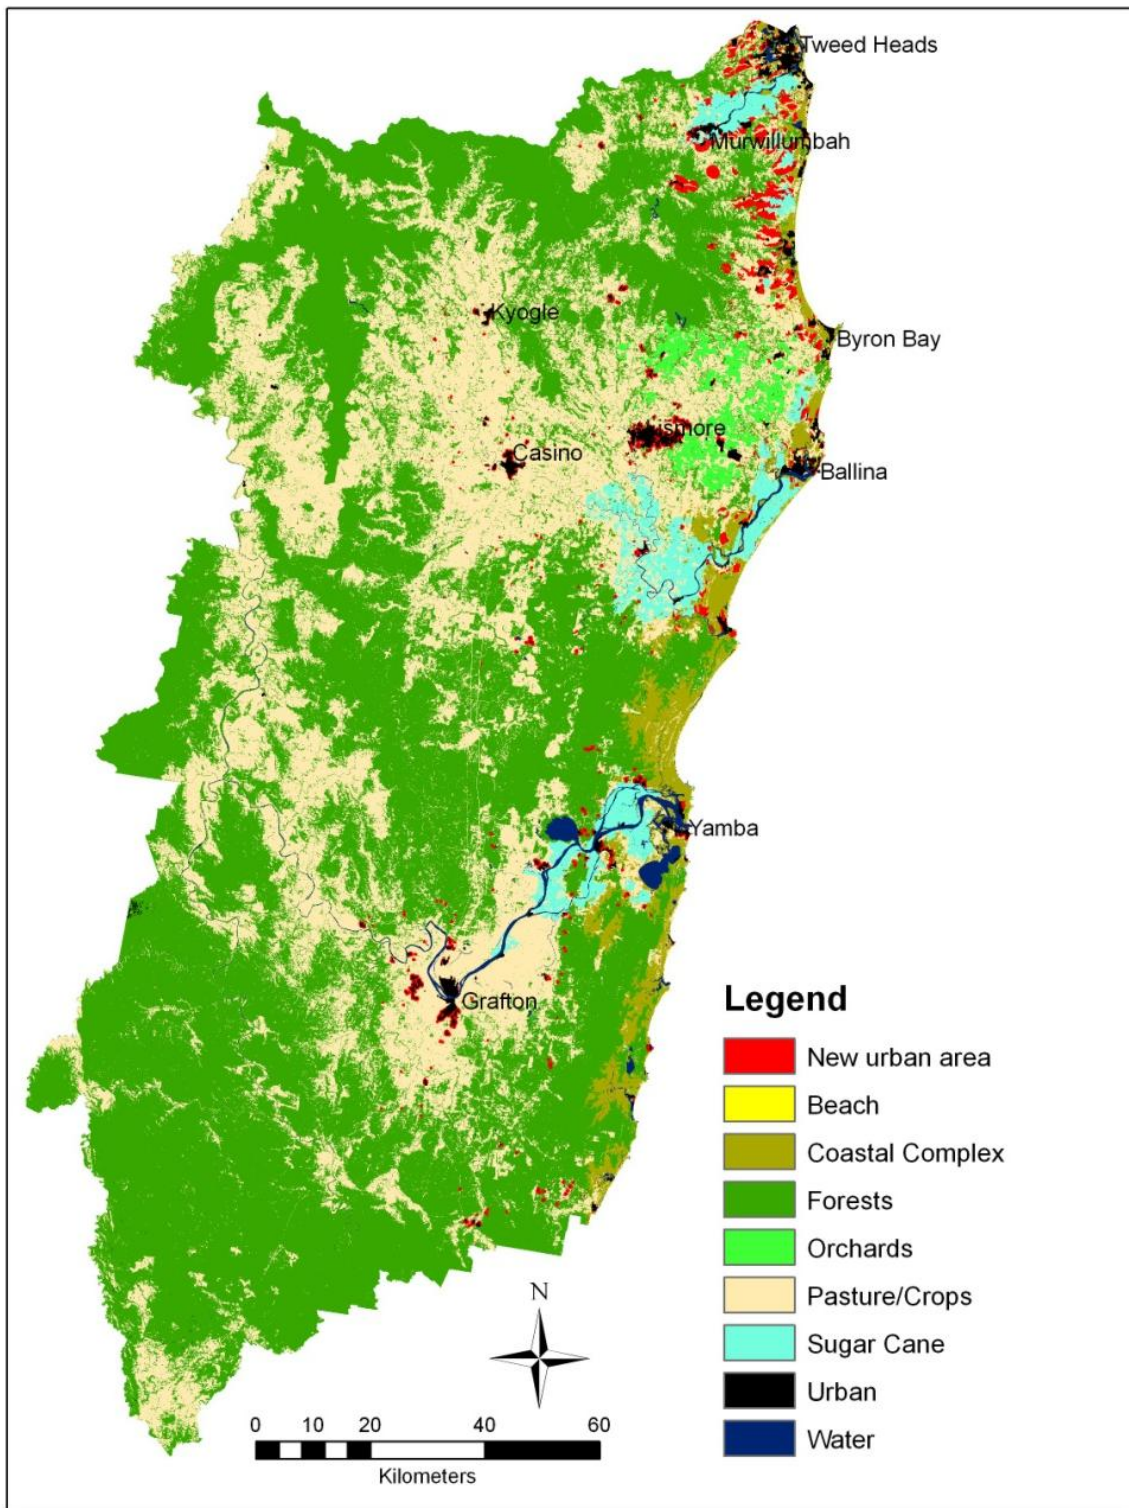 Tweed Heads
Murwillumbah
Kyogle
Byron Bay
Lismore
Casino
Ballina
Yamba
Grafton
Legend
New urban area
Beach
Coastal Complex
Forests
Orchards
Pasture/Crops
Sugar Cane
Urban
Water
N
0 10 20 40 60
Kilometers